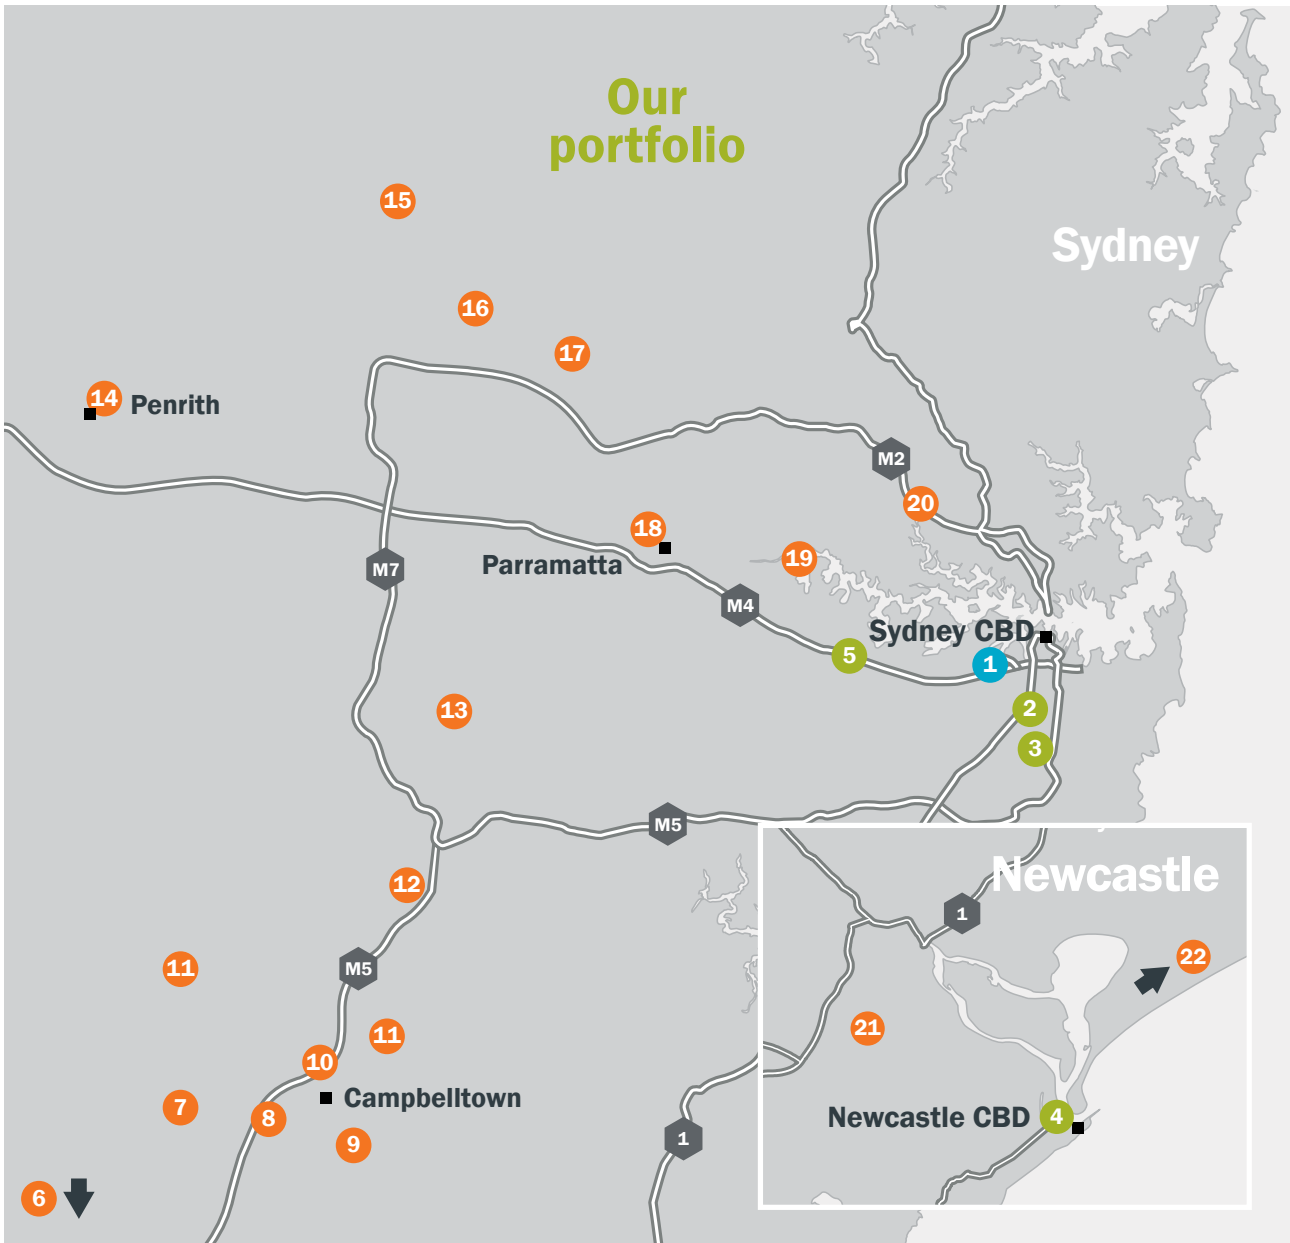 Our
portfolio
15
Sydney
16
17
14
Penrith
M2
20
18
Parramatta
19
M7
M4
Sydney CBD
5
1
2
13
3
M5
12
Newcastle
1
11
M5
22
21
11
10
Campbelltown
7
8
Newcastle CBD
4
9
1
6